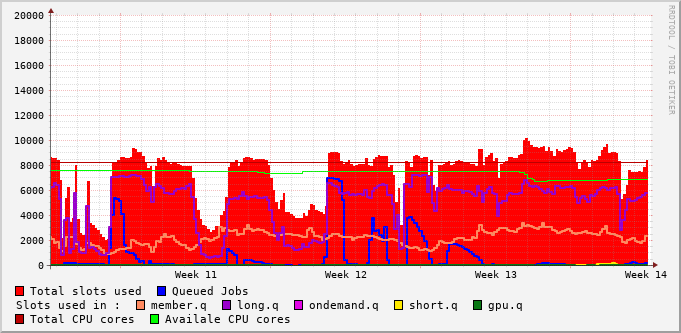 20000
18000
16000
14000
12000
10000
8000
6000
4000
2000
0
Week 11 Week 12 Week 13 Week 14
RRDTOOL / TOBI OETIKER
Total slots used Queued Jobs
Slots used in : member.q long.q ondemand.q short.q gpu.q
Total CPU cores Availale CPU cores